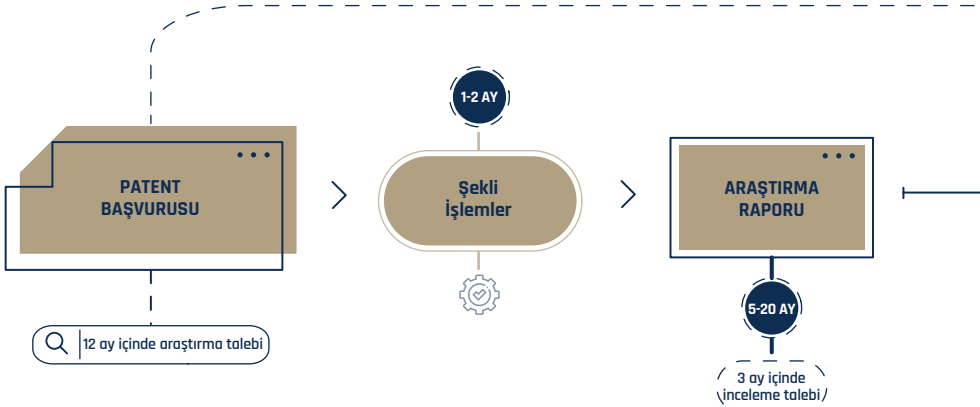 1-2 AY
PATENT
BAŞVURUSU
Şekli
İşlemler
ARAŞTIRMA
RAPORU
12 ay içinde araştırma talebi
5-20 AY
3 ay içinde
inceleme talebi